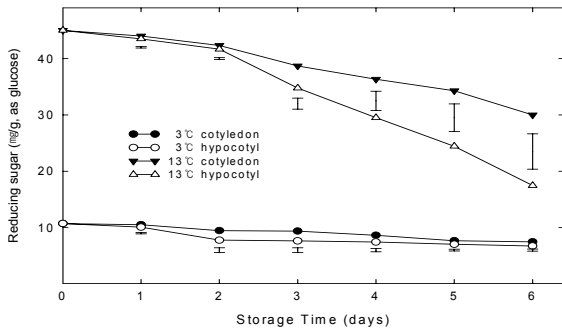 Reducing sugar (㎎/g, as glucose)
40
30
20
10
3℃ cotyledon
3℃ hypocotyl
13℃ cotyledon
13℃ hypocotyl
0 1 2 3 4 5 6
Storage Time (days)